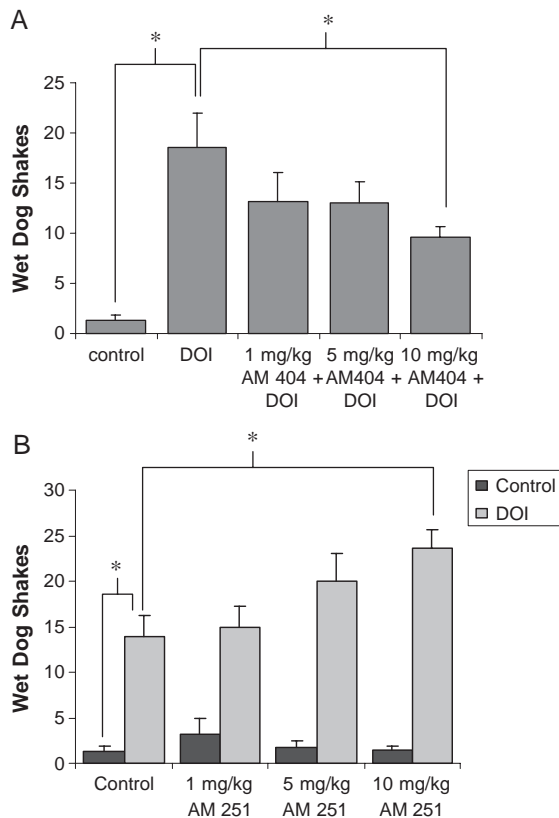 A
*
*
25
20
15
10
5
0
Wet Dog Shakes
control
DOI
1 mg/kg
AM 404 +
DOI
5 mg/kg
AM404 +
DOI
10 mg/kg
AM404 +
DOI
B
*
*
30
25
20
15
10
5
0
Wet Dog Shakes
Control
DOI
Control
1 mg/kg
AM 251
5 mg/kg
AM 251
10 mg/kg
AM 251